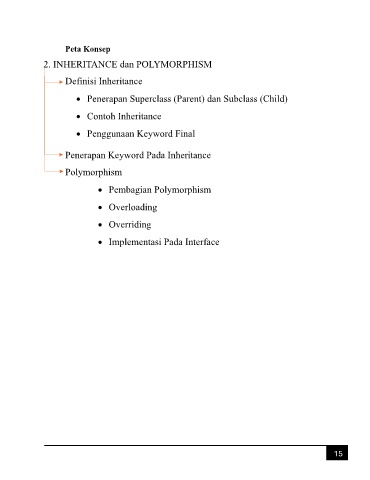 Peta Konsep
2. INHERITANCE dan POLYMORPHISM
Definisi Inheritance
• Penerapan Superclass (Parent) dan Subclass (Child)
• Contoh Inheritance
• Penggunaan Keyword Final
Penerapan Keyword Pada Inheritance
Polymorphism
• Pembagian Polymorphism
• Overloading
• Overriding
• Implementasi Pada Interface
15